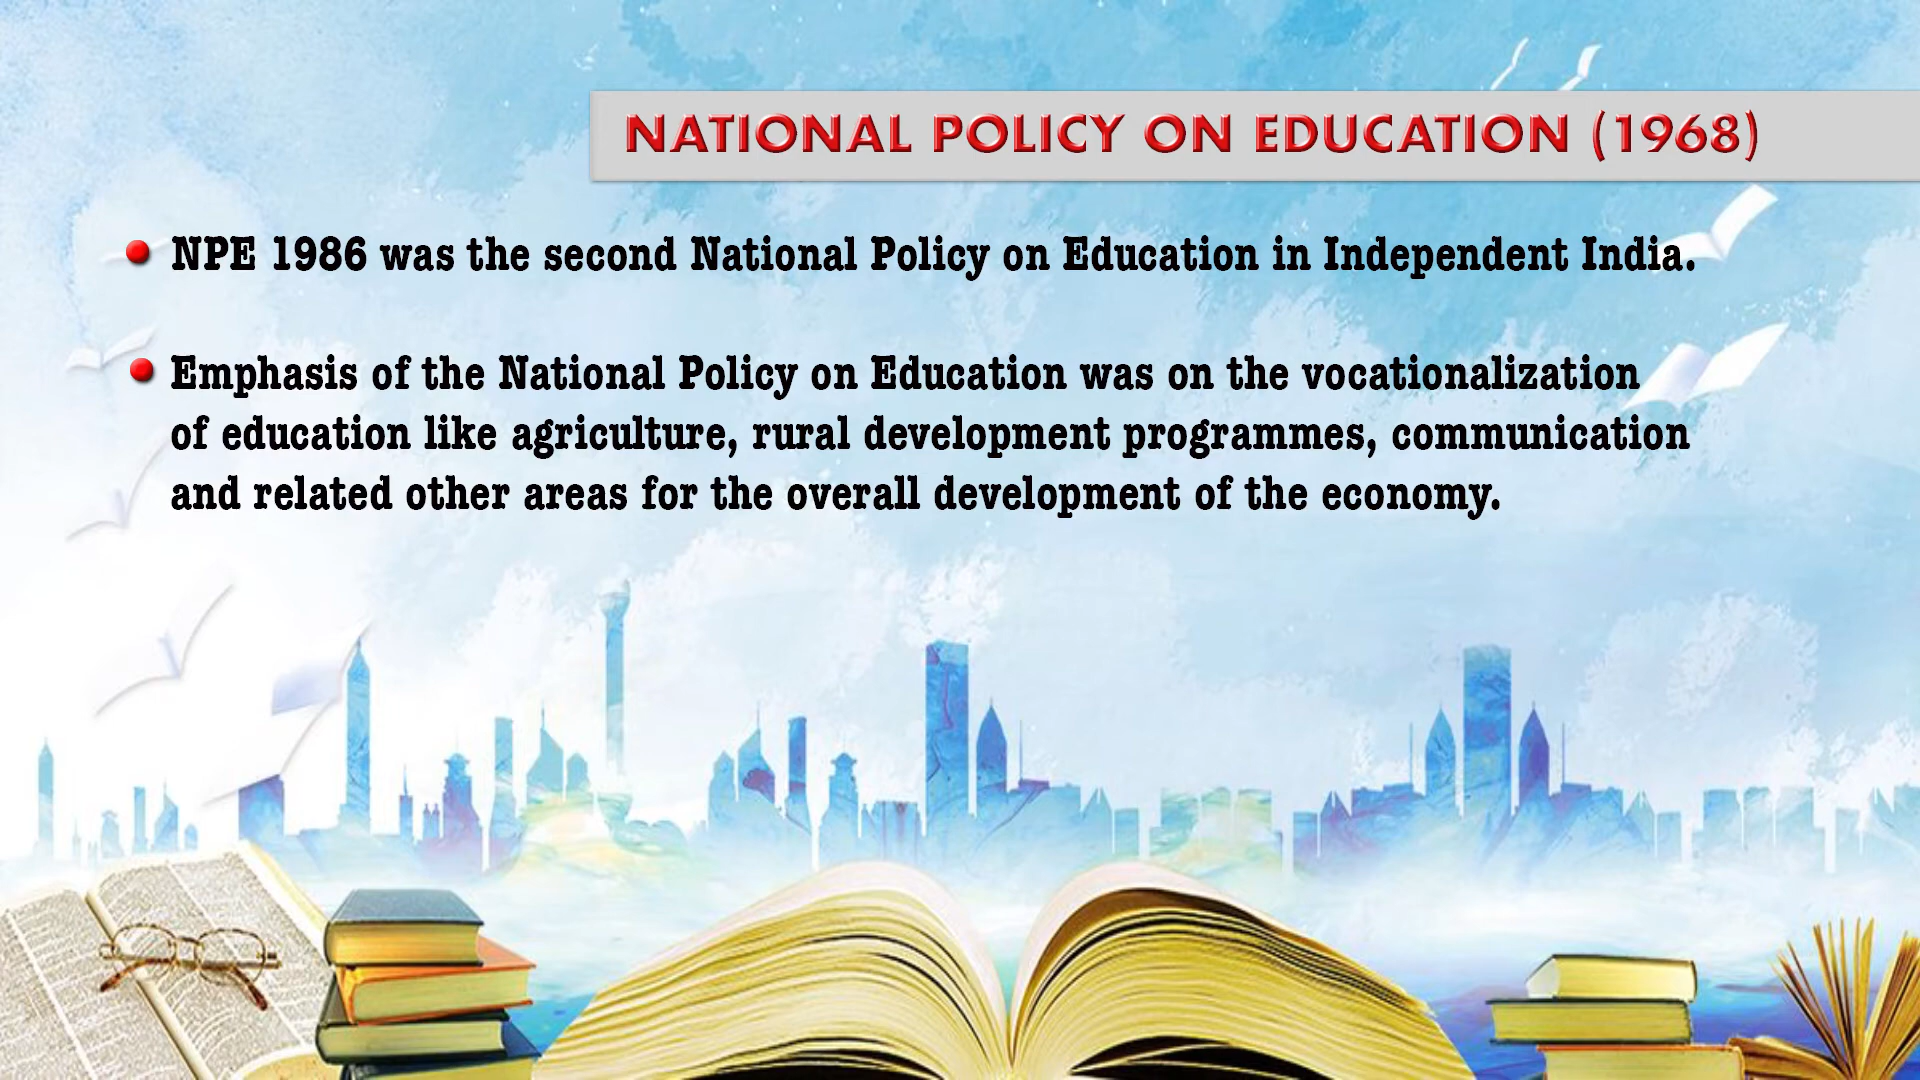 NATIONAL POLICY ON EDUCATION (1968)
NPE 1986 was the second National Policy on Education in Independent India.
Emphasis of the National Policy on Education was on the vocationalization
of education like agriculture, rural development programmes, communication
and related other areas for the overall development of the economy.